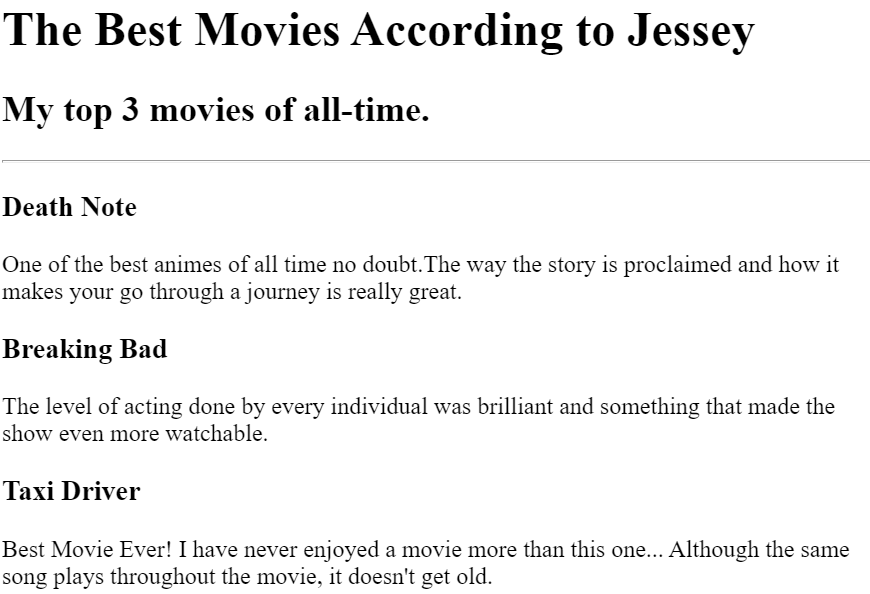 The Best Movies According to Jessey
My top 3 movies of all-time.
Death Note
One of the best animes of all time no doubt.The way the story is proclaimed and how it
makes your go through a journey is really great.
Breaking Bad
The level of acting done by every individual was brilliant and something that made the
show even more watchable.
Taxi Driver
Best Movie Ever! I have never enjoyed a movie more than this one... Although the same
song plays throughout the movie, it doesn't get old.